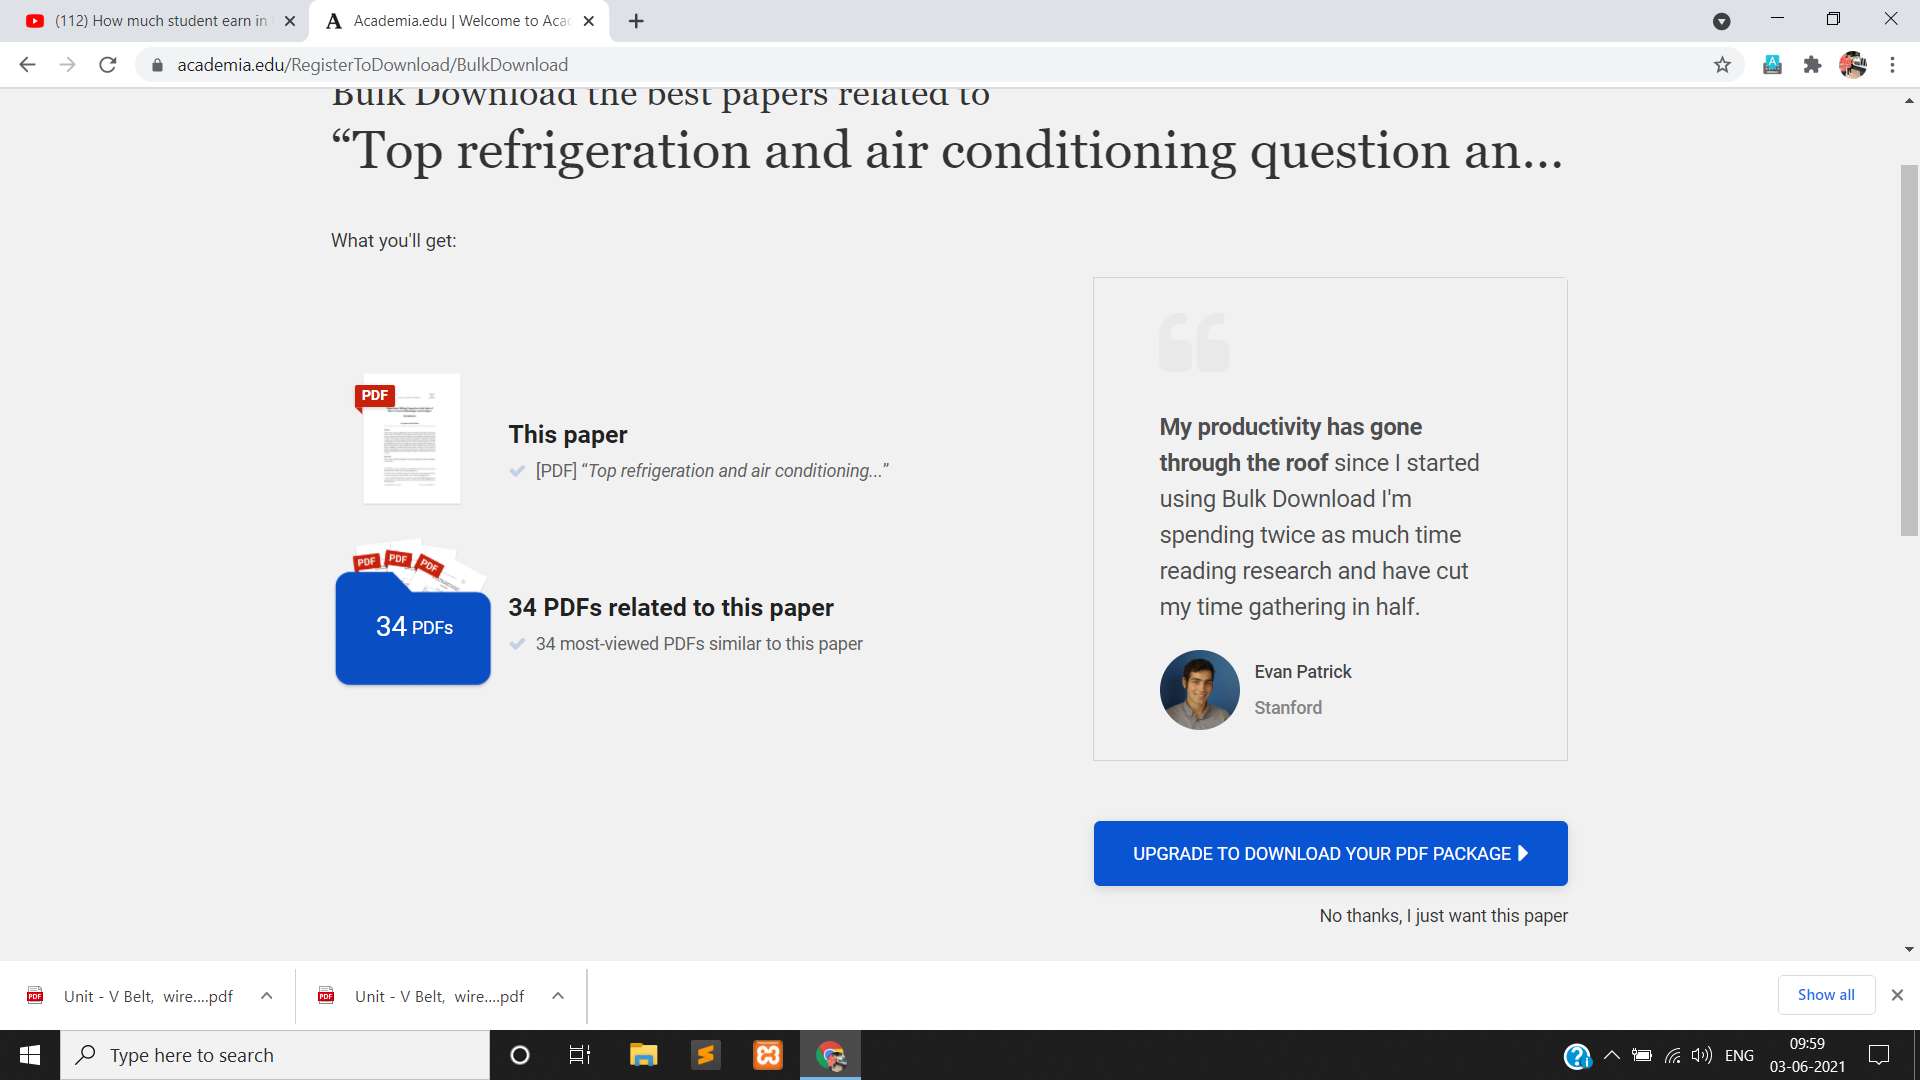 (112) How much student earn in
Academia.edu | Welcome to Aca
academia.edu/RegisterToDownload/BulkDownload
Bulk Download the best papers related to
“Top refrigeration and air conditioning question an...
What you'll get:
PDF
This paper
[PDF] “Top refrigeration and air conditioning...”
PDF PDF PDF
34 PDFs
34 PDFs related to this paper
34 most-viewed PDFs similar to this paper
My productivity has gone
through the roof since I started
using Bulk Download I'm
spending twice as much time
reading research and have cut
my time gathering in half.
Evan Patrick
Stanford
UPGRADE TO DOWNLOAD YOUR PDF PACKAGE
No thanks, I just want this paper
Unit - V Belt, wire....pdf
Unit - V Belt, wire....pdf
Show all
Type here to search
ENG
09:59
03-06-2021